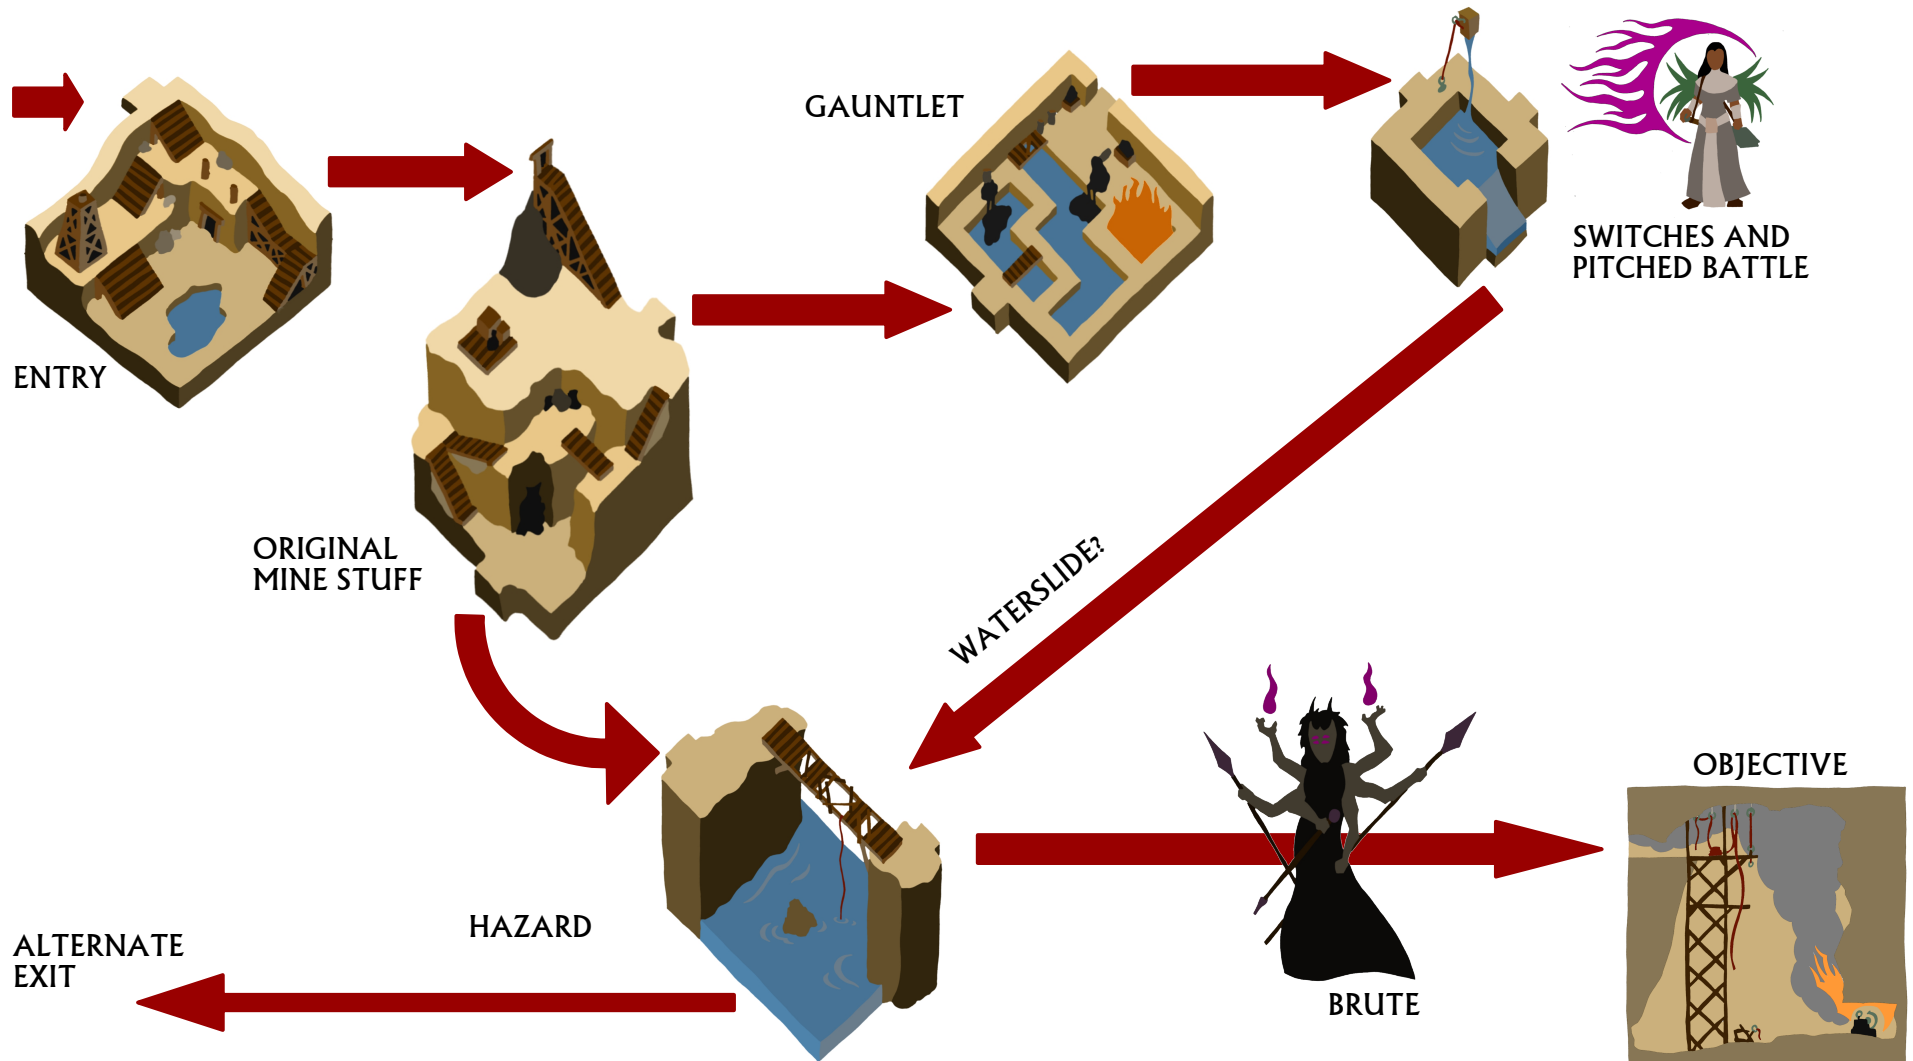 GAUNTLET
SWITCHES AND
PITCHED BATTLE
ENTRY
ORIGINAL
MINE STUFF
WATERSLIDE?
OBJECTIVE
HAZARD
ALTERNATE
EXIT
BRUTE